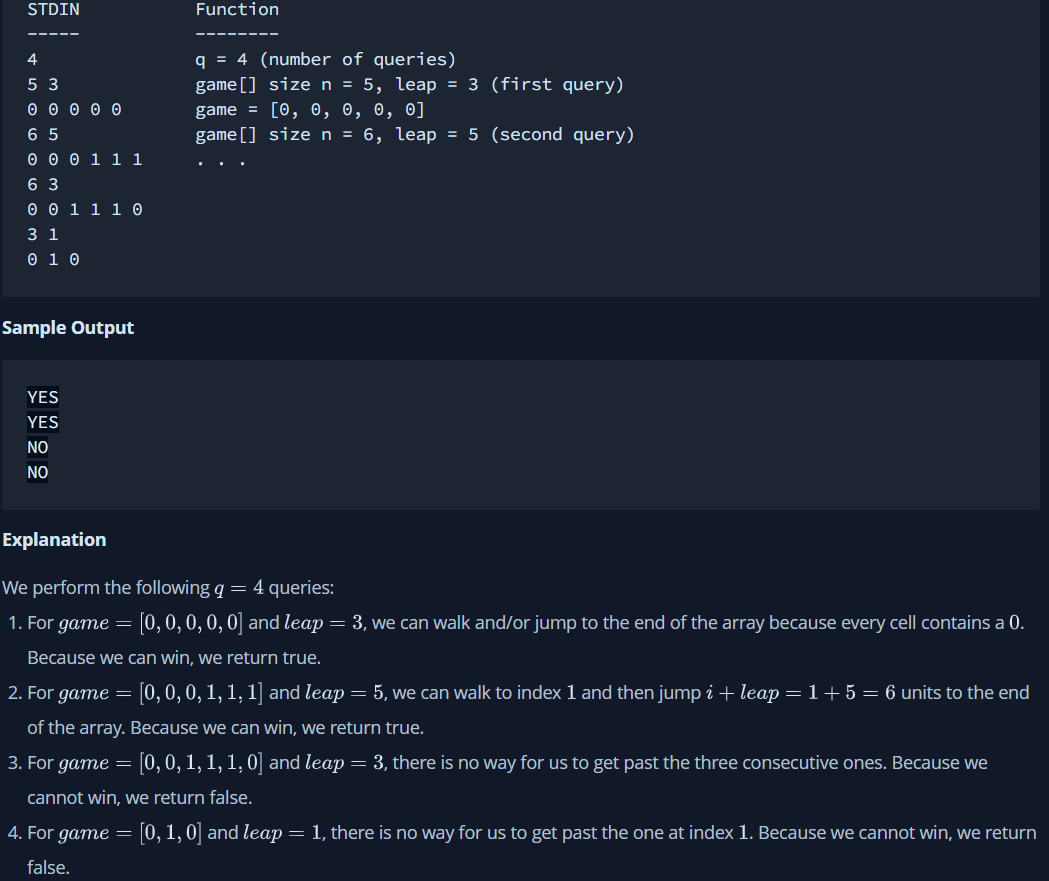 STDIN Function
----- --------
4 q = 4 (number of queries)
5 3 game[] size n = 5, leap = 3 (first query)
0 0 0 0 0 game = [0, 0, 0, 0, 0]
6 5 game[] size n = 6, leap = 5 (second query)
0 0 0 1 1 1 . . .
6 3
0 0 1 1 1 0
3 1
0 1 0
Sample Output
YES
YES
NO
NO
Explanation
We perform the following q = 4 queries:
1. For game = [0, 0, 0, 0, 0] and leap = 3, we can walk and/or jump to the end of the array because every cell contains a 0.
Because we can win, we return true.
2. For game = [0, 0, 0, 1, 1, 1] and leap = 5, we can walk to index 1 and then jump i + leap = 1 + 5 = 6 units to the end
of the array. Because we can win, we return true.
3. For game = [0, 0, 1, 1, 1, 0] and leap = 3, there is no way for us to get past the three consecutive ones. Because we
cannot win, we return false.
4. For game = [0, 1, 0] and leap = 1, there is no way for us to get past the one at index 1. Because we cannot win, we return
false.